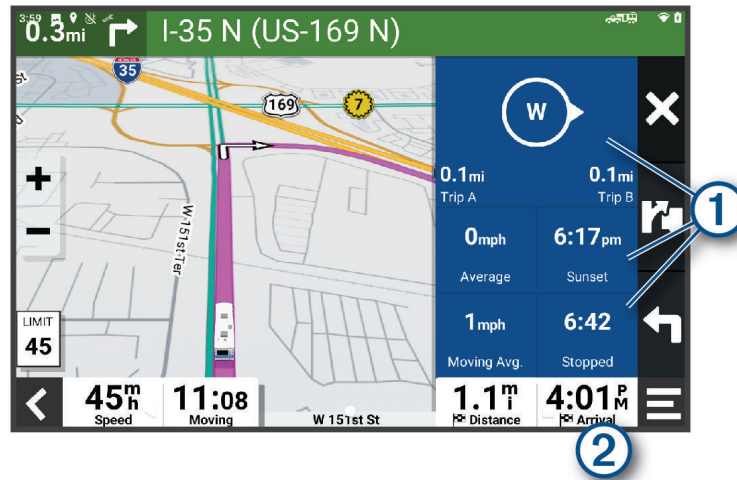 3:59
0.3mi
I-35 N (US-169 N)
St
35
169
7
W 151st Ter
LIMIT
45
W
0.1mi
0.1mi
Trip A
Trip B
0mph
6:17pm
Average
Sunset
1mph
6:42
Moving Avg.
Stopped
1
45mh
11:08
1.1mi
4:01PM
Speed
Moving
W 151st St
Distance
Arrival
2